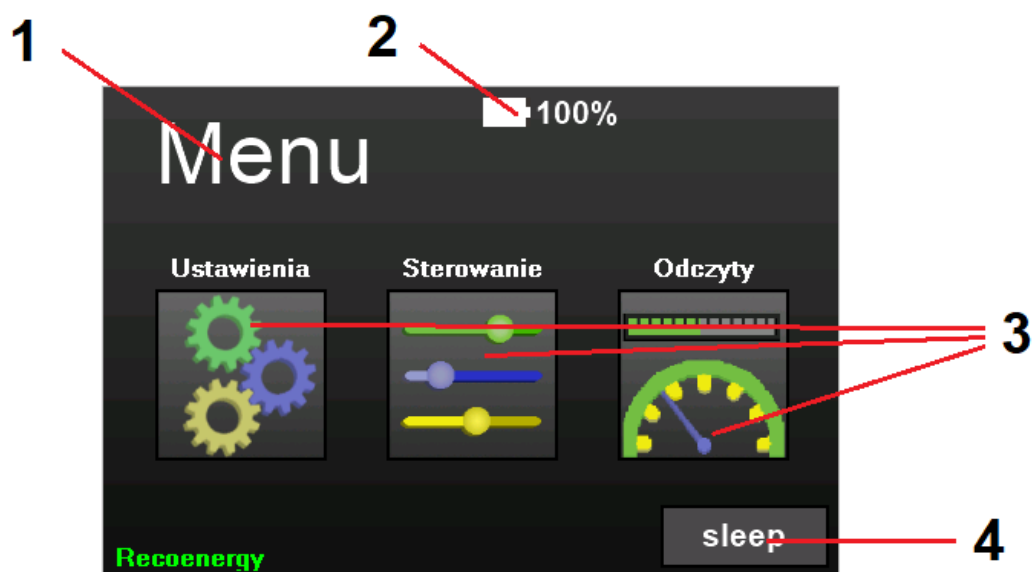 1
2
100%
Menu
Ustawienia
Sterowanie
Odczyty
3
sleep
4
Recoenergy